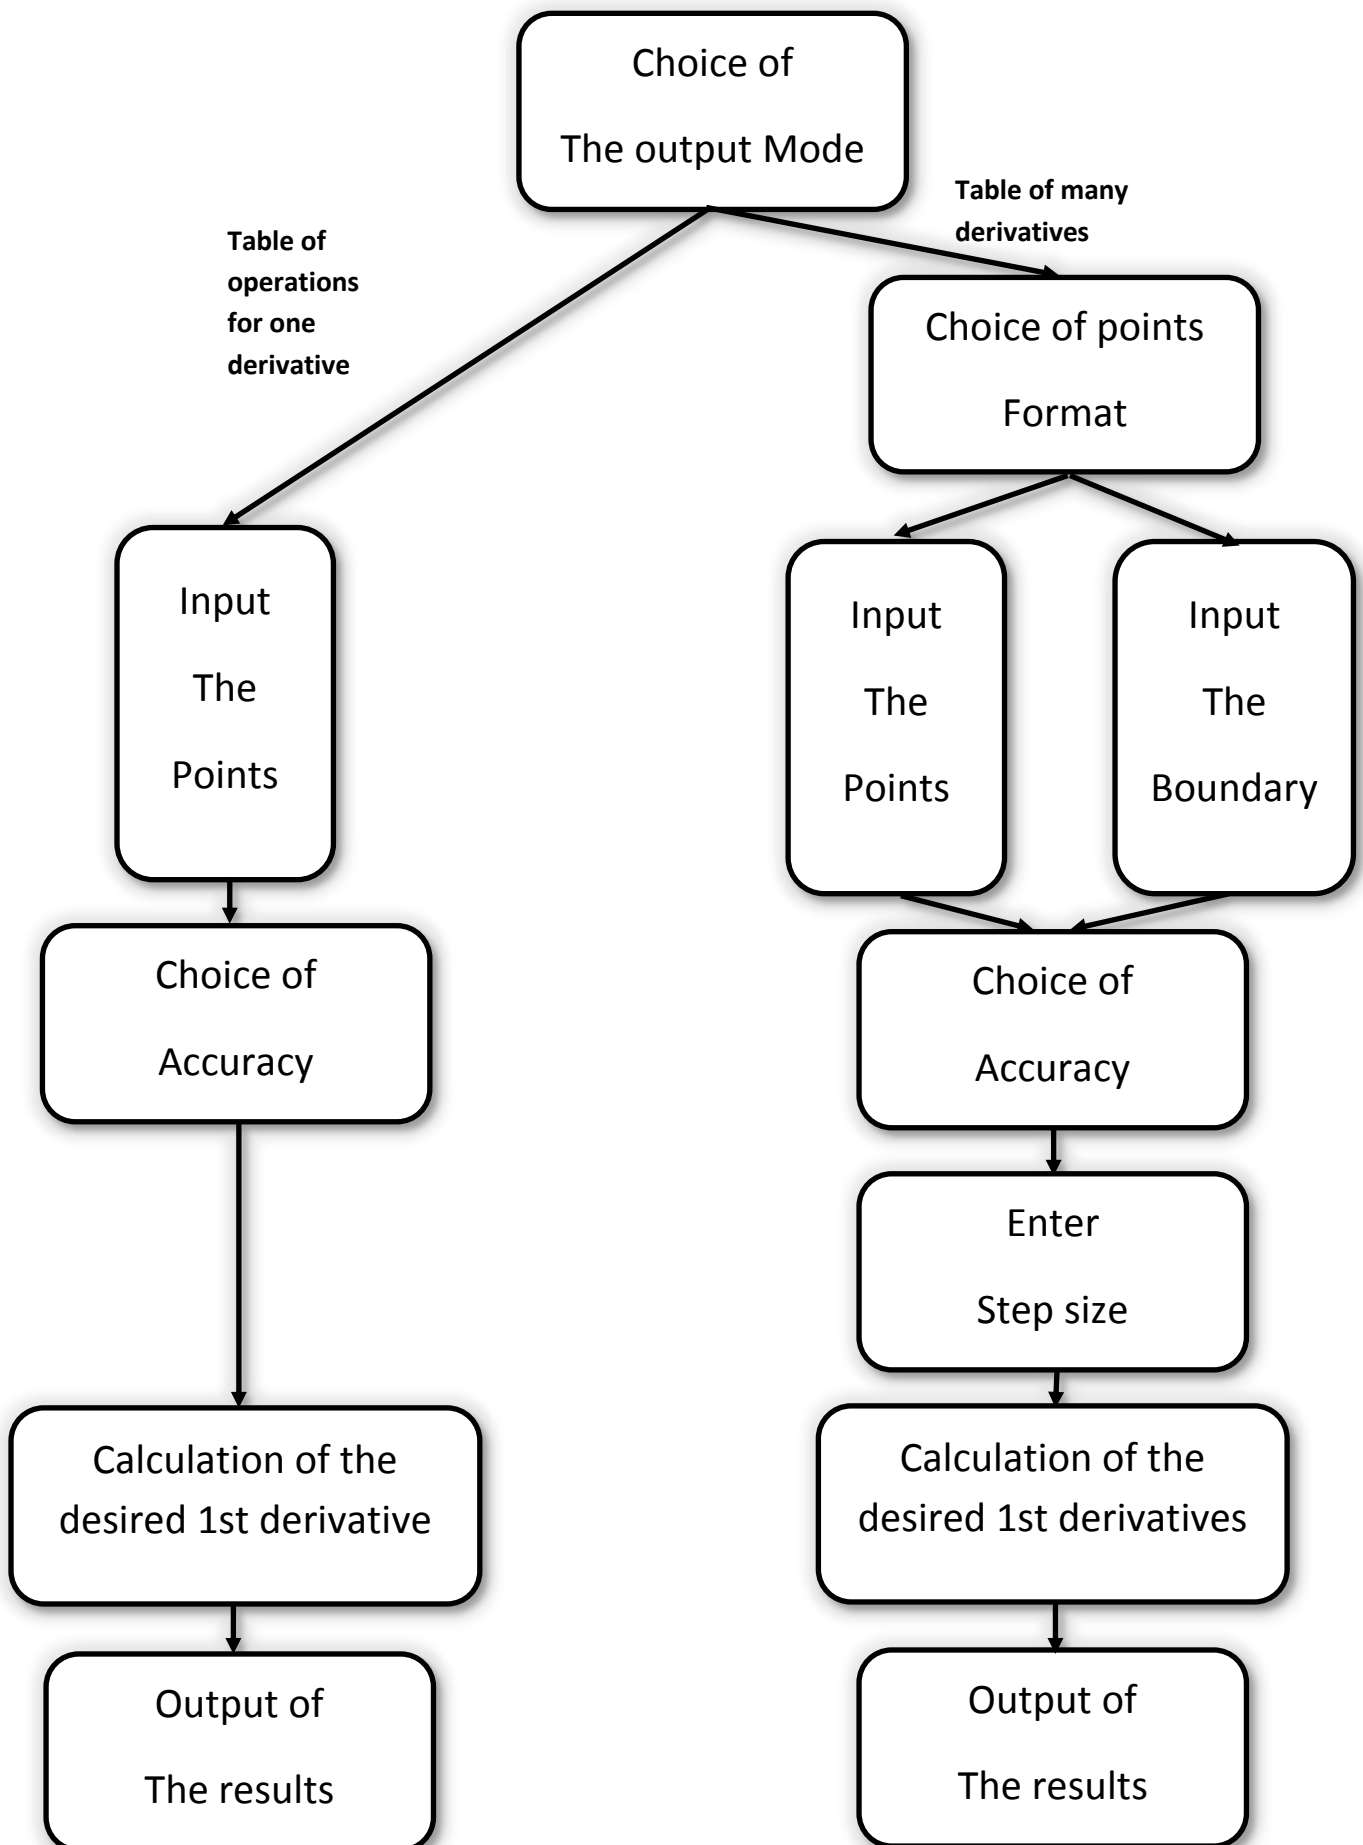 Choice of
The output Mode
Table of many
derivatives
Table of
operations
for one
derivative
Choice of points
Format
Input
The
Points
Input
The
Points
Input
The
Boundary
Choice of
Accuracy
Choice of
Accuracy
Enter
Step size
Calculation of the
desired 1st derivative
Calculation of the
desired 1st derivatives
Output of
The results
Output of
The results